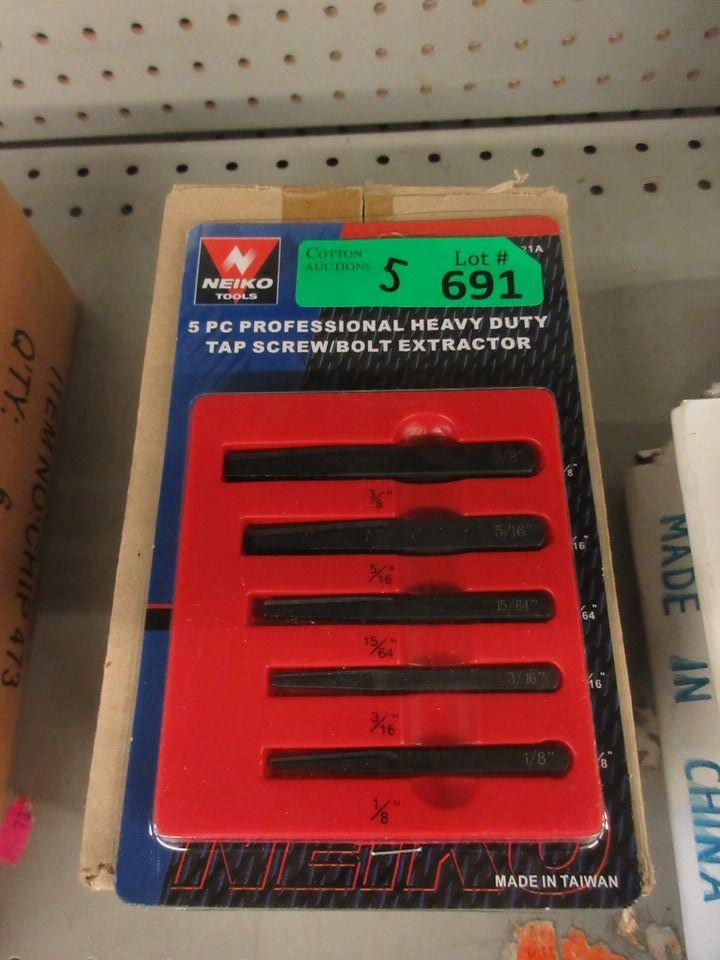 NEIKO
TOOLS
COTTON
AUCTIONS
5
Lot #
691
21A
5 PC PROFESSIONAL HEAVY DUTY
TAP SCREW/BOLT EXTRACTOR
3/8"
3/8"
5/16"
5/16"
15/64"
15/64"
3/16"
3/16"
1/8"
1/8"
NEIKO
MADE IN TAIWAN
ITEM NO:CHIP 473
Q'TY: 6
MADE IN CHINA